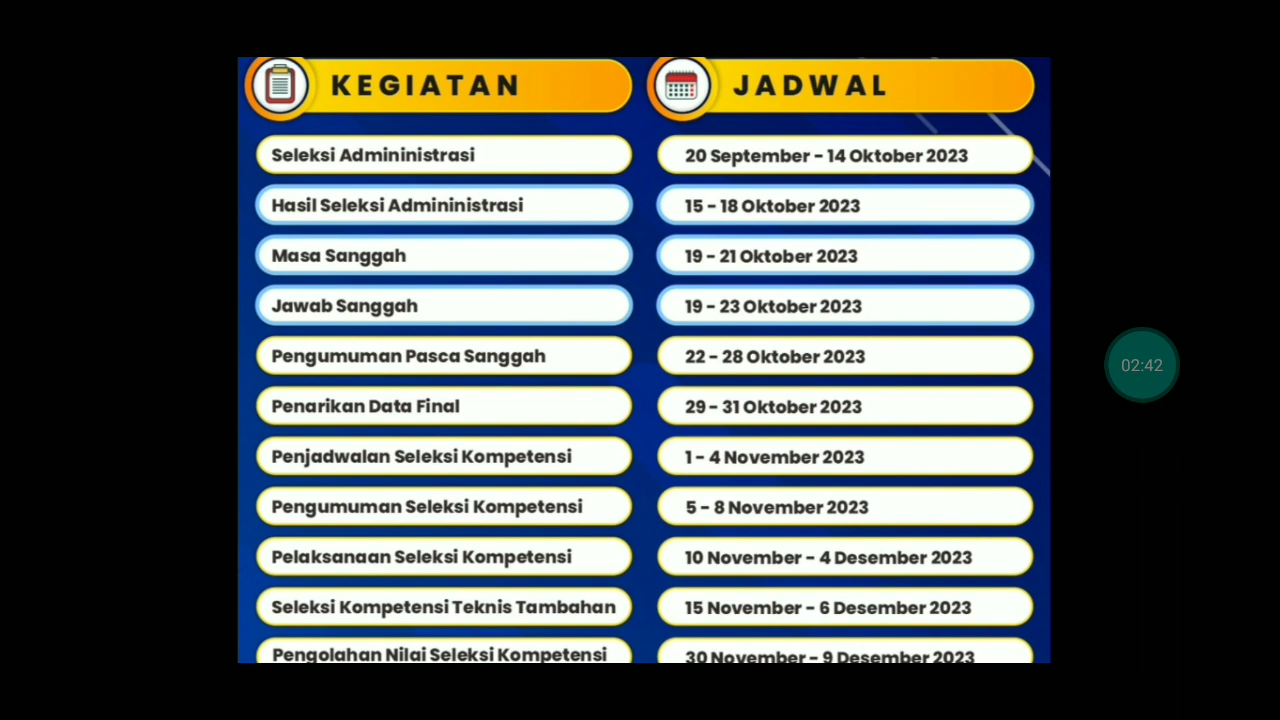 KEGIATAN JADWAL
Seleksi Admininistrasi 20 September - 14 Oktober 2023
Hasil Seleksi Admininistrasi 15 - 18 Oktober 2023
Masa Sanggah 19 - 21 Oktober 2023
Jawab Sanggah 19 - 23 Oktober 2023
Pengumuman Pasca Sanggah 22 - 28 Oktober 2023
Penarikan Data Final 29 - 31 Oktober 2023
Penjadwalan Seleksi Kompetensi 1 - 4 November 2023
Pengumuman Seleksi Kompetensi 5 - 8 November 2023
Pelaksanaan Seleksi Kompetensi 10 November - 4 Desember 2023
Seleksi Kompetensi Teknis Tambahan 15 November - 6 Desember 2023
Pengolahan Nilai Seleksi Kompetensi 30 November - 9 Desember 2023
02:42